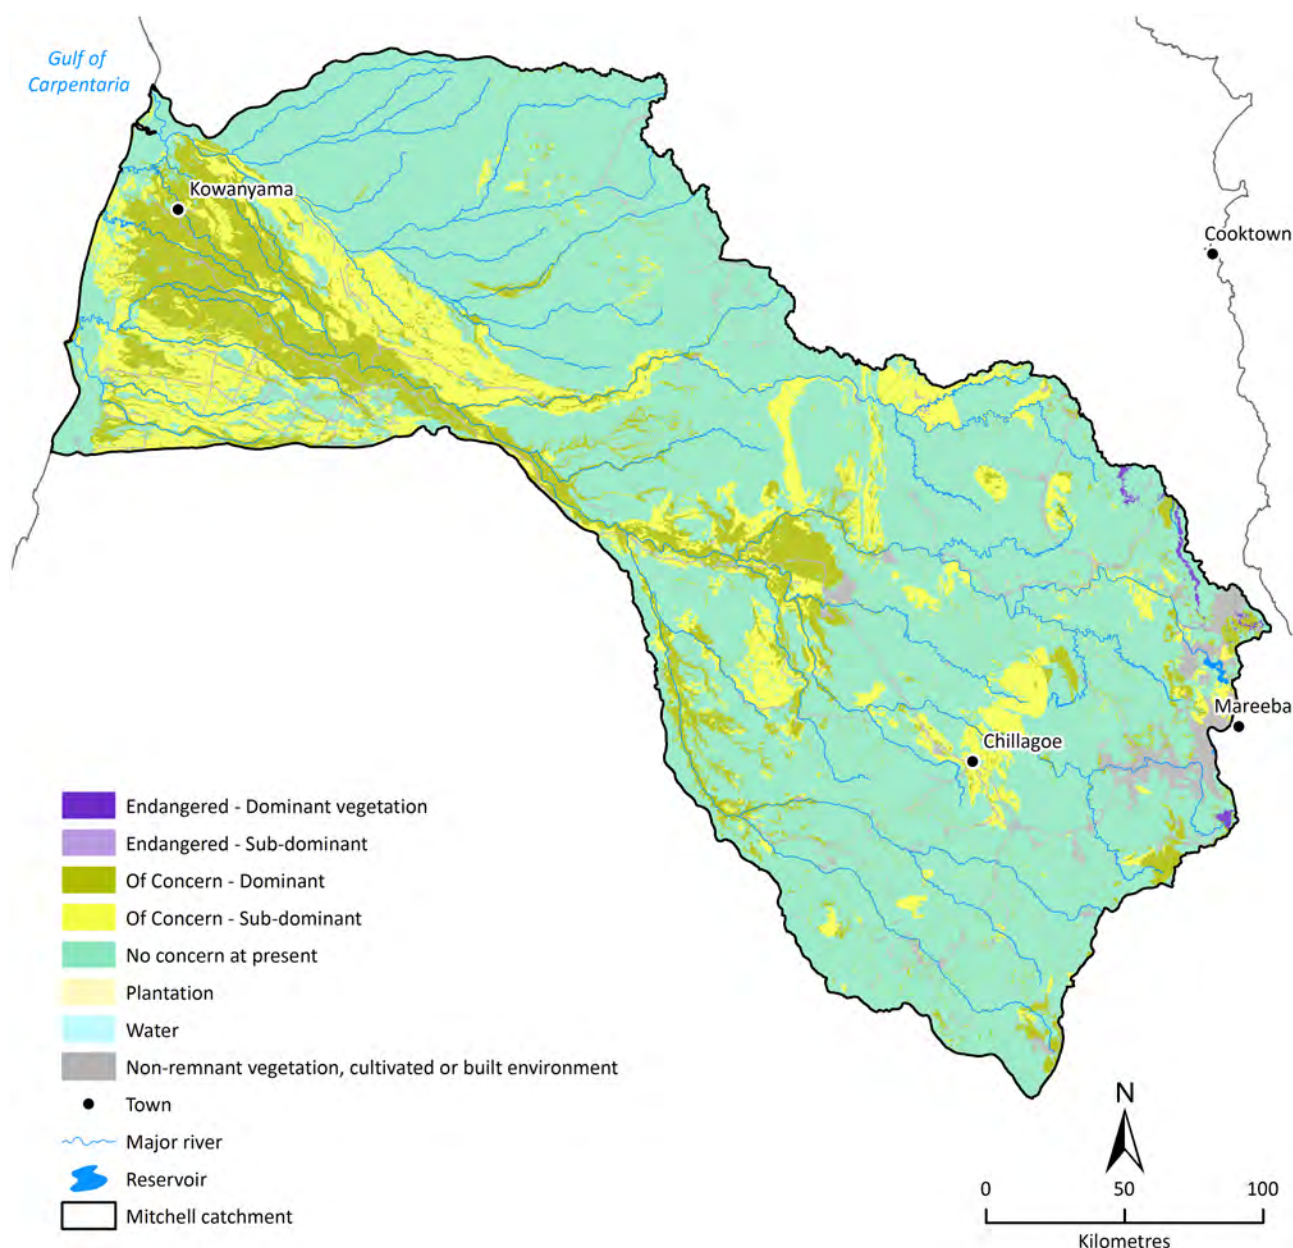 Gulf of
Carpentaria
Kowanyama
Cooktown
Mareeba
Chillagoe
Endangered - Dominant vegetation
Endangered - Sub-dominant
Of Concern - Dominant
Of Concern - Sub-dominant
No concern at present
Plantation
Water
Non-remnant vegetation, cultivated or built environment
Town
Major river
Reservoir
Mitchell catchment
N
0 50 100
Kilometres